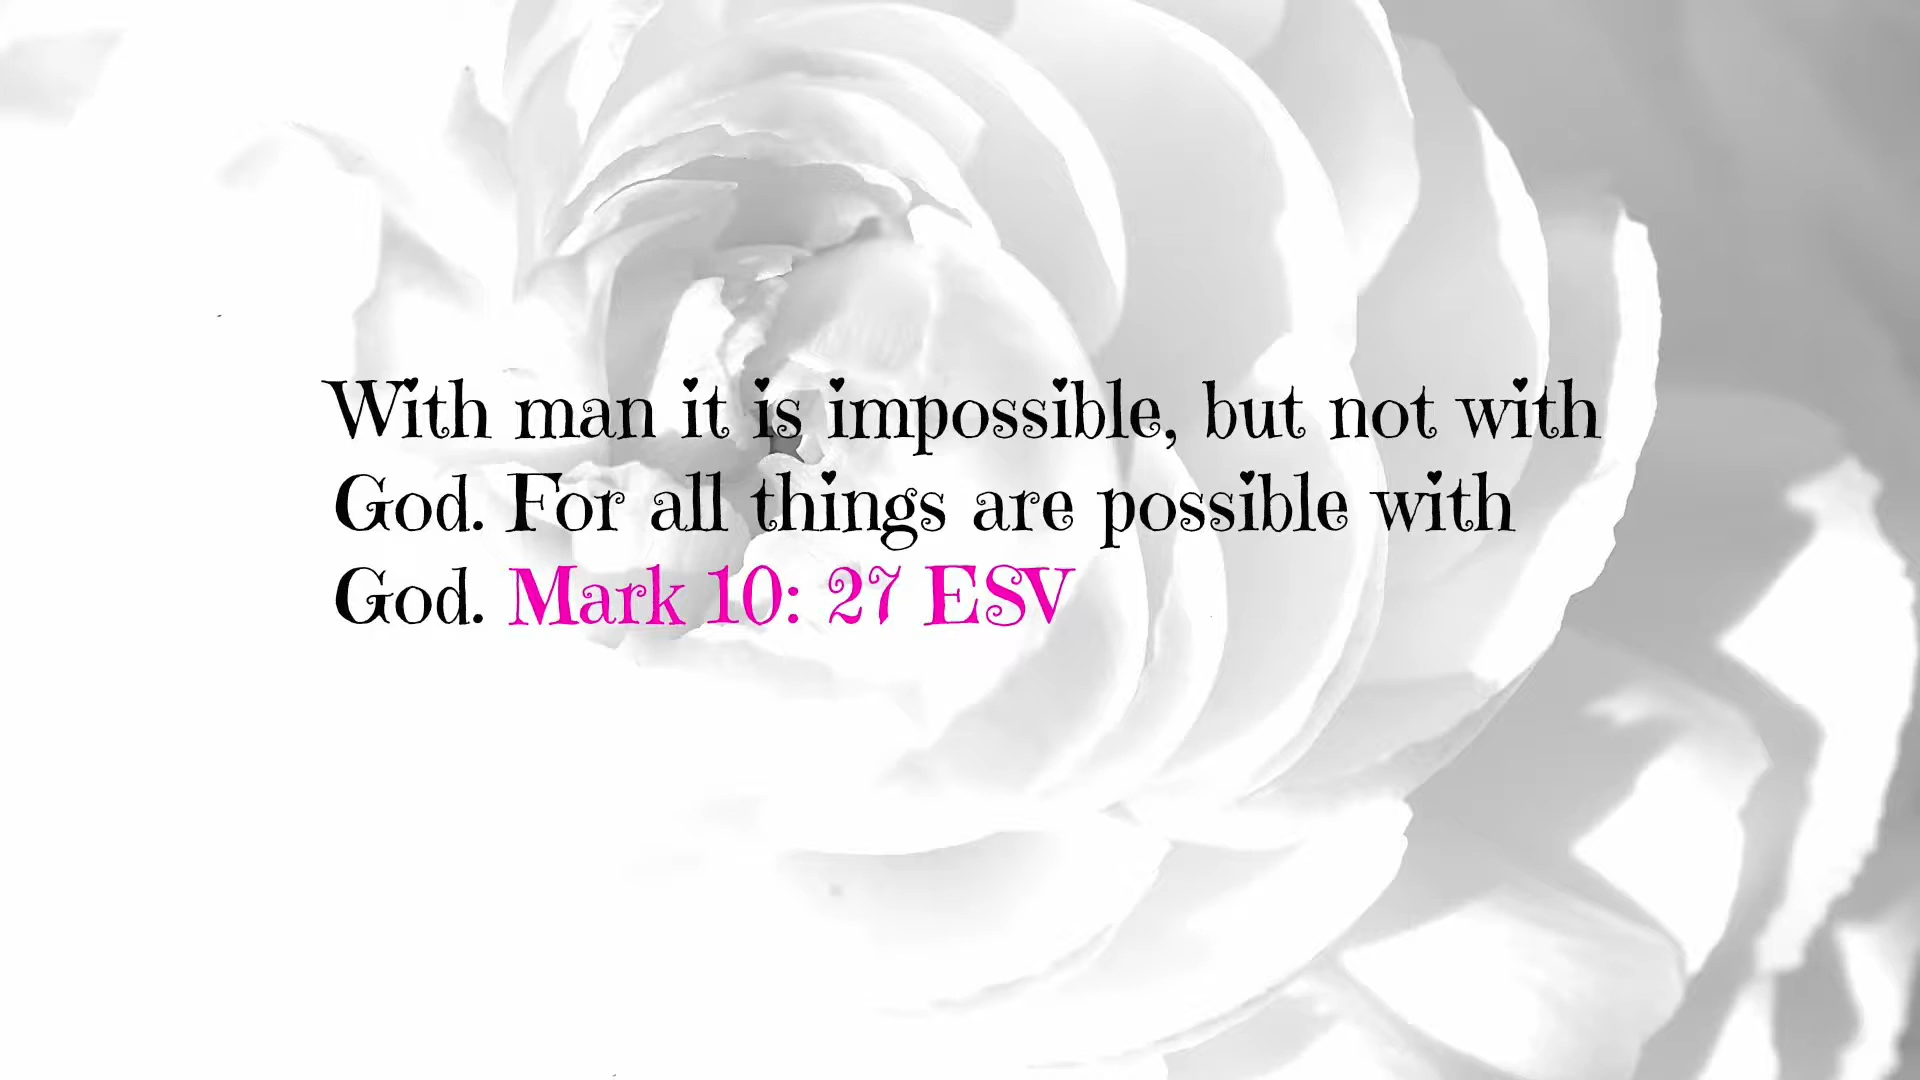 With man it is impossible, but not with
God. For all things are possible with
God. Mark 10: 27 ESV